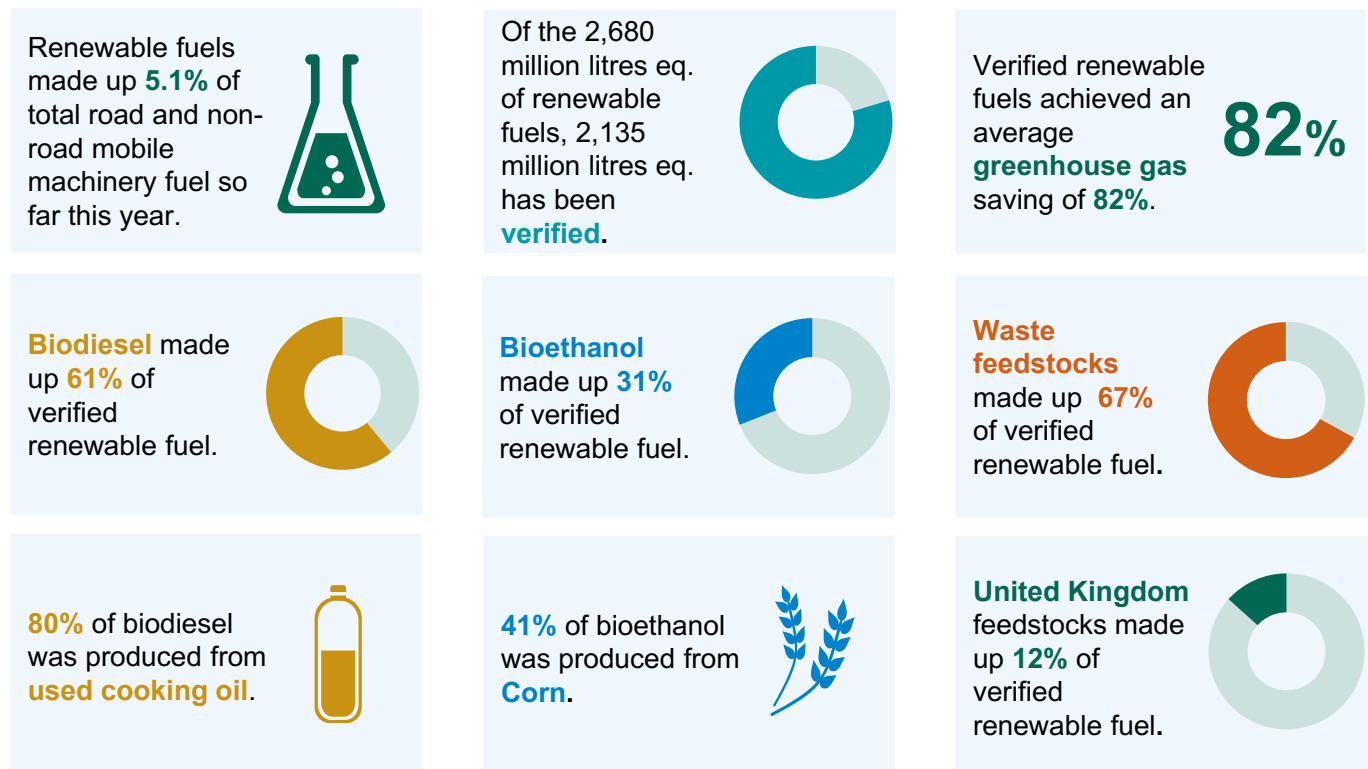 Renewable fuels
made up 5.1% of
total road and non-
road mobile
machinery fuel so
far this year.
Of the 2,680
million litres eq.
of renewable
fuels, 2,135
million litres eq.
has been
verified.
Verified renewable
fuels achieved an
average
greenhouse gas
saving of 82%.
82%
Biodiesel made
up 61% of
verified
renewable fuel.
Bioethanol
made up 31%
of verified
renewable fuel.
Waste
feedstocks
made up 67%
of verified
renewable fuel.
80% of biodiesel
was produced from
used cooking oil.
41% of bioethanol
was produced from
Corn.
United Kingdom
feedstocks made
up 12% of
verified
renewable fuel.